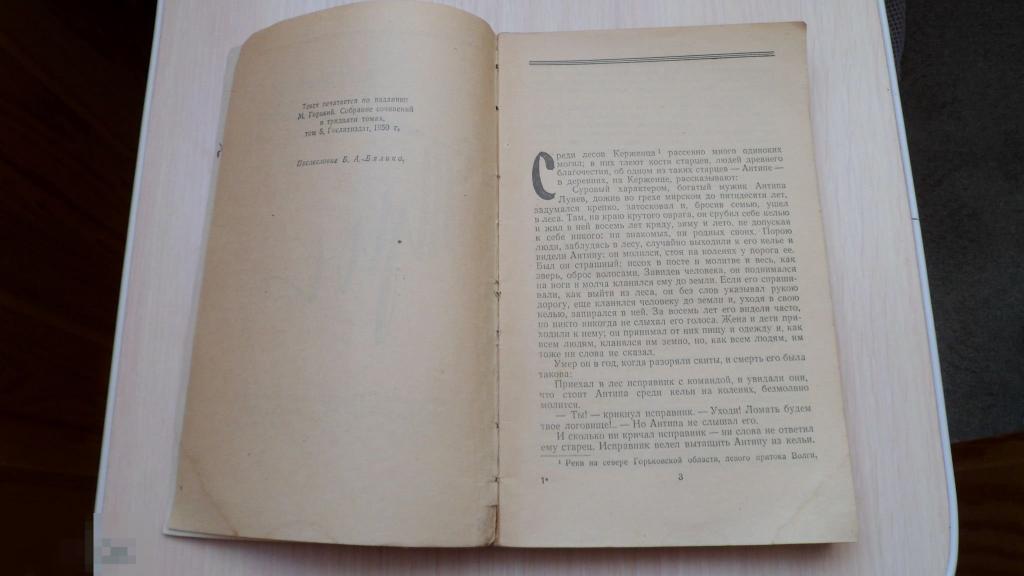 Текст печатается по изданию:
М. Горький. Собрание сочинений
в тридцати томах,
том 5, Гослитиздат, 1950 г.
Послесловие Б. А. Бялика.
Среди лесов Керженца¹ рассеяно много одиноких
могил; в них тлеют кости старцев, людей древнего
благочестия, об одном из таких старцев — Антипе —
в деревнях, на Керженце, рассказывают:
Суровый характером, богатый мужик Антипа
Лунев, дожив во грехе мирском до пятидесяти лет,
задумался крепко, затосковал и, бросив семью, ушел
в леса. Там, на краю крутого оврага, он срубил себе келью
и жил в ней восемь лет кряду, зиму и лето, не допуская
к себе никого: ни знакомых, ни родных своих. Порою
люди, заблудясь в лесу, случайно выходили к его келье и
видели Антипу: он молился, стоя на коленях у порога ее.
Был он страшный: иссох в посте и молитве и весь, как
зверь, оброс волосами. Завидев человека, он поднимался
на ноги и молча кланялся ему до земли. Если его спраши-
вали, как выйти из леса, он без слов указывал рукою
дорогу, еще кланялся человеку до земли и, уходя в свою
келью, запирался в ней. За восемь лет его видели часто,
но никто никогда не слыхал его голоса. Жена и дети при-
ходили к нему; он принимал от них пищу и одежду и, как
всем людям, кланялся им земно, но, как всем людям, им
тоже ни слова не сказал.
Умер он в год, когда разоряли скиты, и смерть его была
такова:
Приехал в лес исправник с командой, и увидали они,
что стоит Антипа среди кельи на коленях, безмолвно
молится.
— Ты! — крикнул исправник. — Уходи! Ломать будем
твое логовище!.. — Но Антипа не слышал его.
И сколько ни кричал исправник — ни слова не ответил
ему старец. Исправник велел вытащить Антипу из кельи.
¹ Реки на севере Горьковской области, левого притока Волги.
1*
3